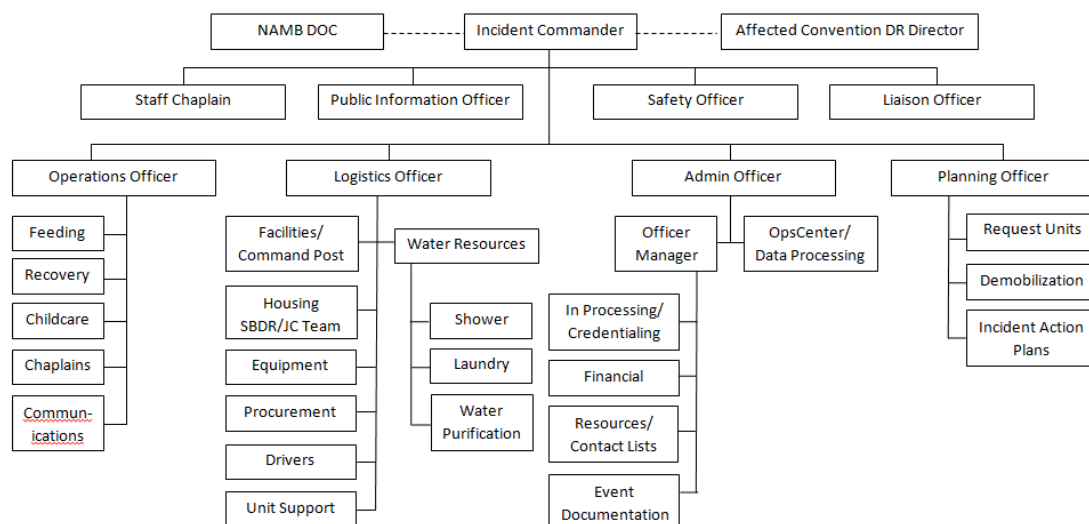 NAMB DOC
Incident Commander
Affected Convention DR Director
Staff Chaplain
Public Information Officer
Safety Officer
Liaison Officer
Operations Officer
Logistics Officer
Admin Officer
Planning Officer
Feeding
Recovery
Childcare
Chaplains
Commun-
ications
Facilities/
Command Post
Water Resources
Housing
SBDR/JC Team
Equipment
Procurement
Drivers
Unit Support
Shower
Laundry
Water
Purification
Officer
Manager
OpsCenter/
Data Processing
In Processing/
Credentialing
Financial
Resources/
Contact Lists
Event
Documentation
Request Units
Demobilization
Incident Action
Plans